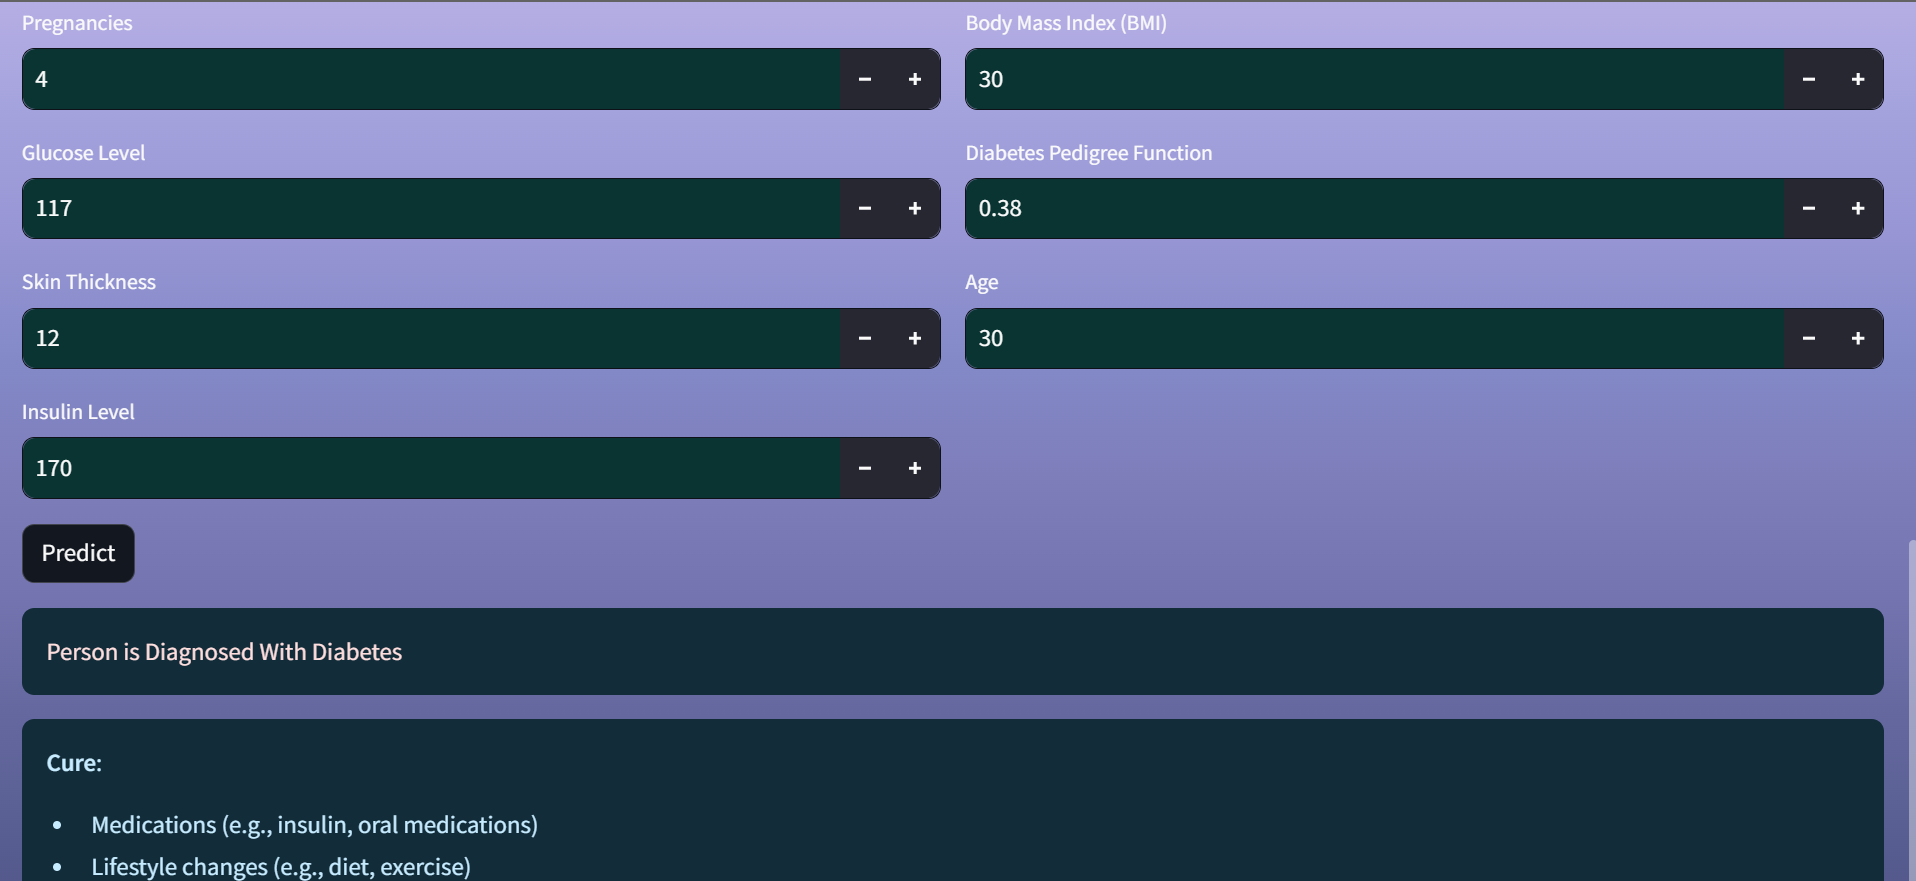 Pregnancies
4
Glucose Level
117
Skin Thickness
12
Insulin Level
170
Body Mass Index (BMI)
30
Diabetes Pedigree Function
0.38
Age
30
Predict
Person is Diagnosed With Diabetes
Cure:
• Medications (e.g., insulin, oral medications)
• Lifestyle changes (e.g., diet, exercise)